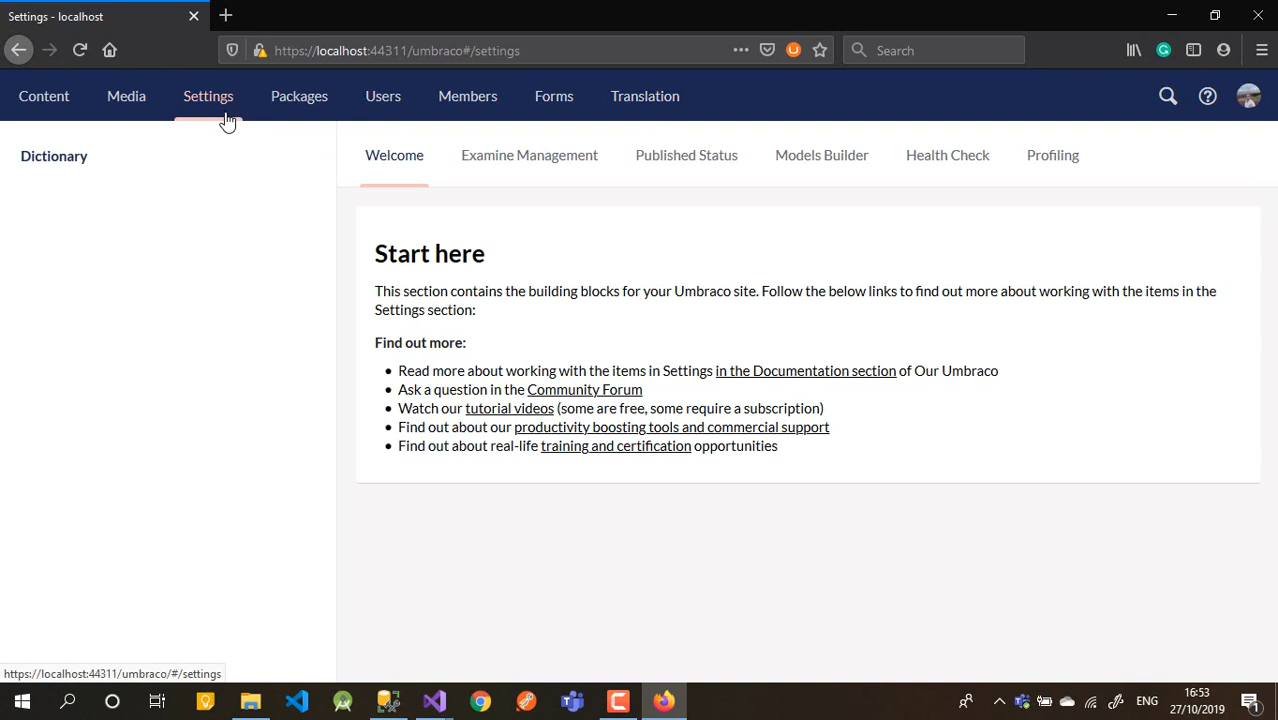 Settings - localhost
https://localhost:44311/umbraco#/settings
Search
Content Media Settings Packages Users Members Forms Translation
Dictionary
Welcome Examine Management Published Status Models Builder Health Check Profiling
Start here
This section contains the building blocks for your Umbraco site. Follow the below links to find out more about working with the items in the
Settings section:
Find out more:
Read more about working with the items in Settings in the Documentation section of Our Umbraco
Ask a question in the Community Forum
Watch our tutorial videos (some are free, some require a subscription)
Find out about our productivity boosting tools and commercial support
Find out about real-life training and certification opportunities
https://localhost:44311/umbraco/#/settings
ENG
16:53
27/10/2019
1